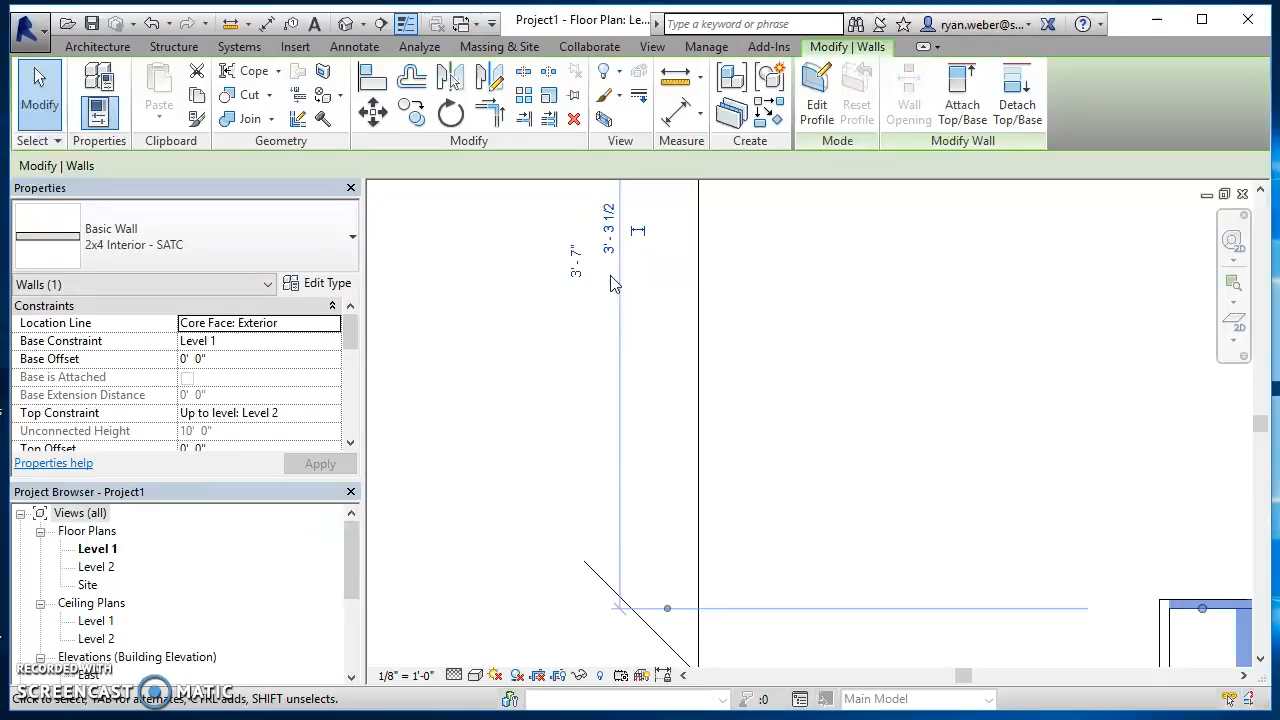 Project1 - Floor Plan: Le...
Type a keyword or phrase
ryan.weber@s...
Architecture
Structure
Systems
Insert
Annotate
Analyze
Massing & Site
Collaborate
View
Manage
Add-Ins
Modify | Walls
Modify
Paste
Cope
Cut
Join
Edit
Profile
Reset
Profile
Wall
Opening
Attach
Top/Base
Detach
Top/Base
Select
Properties
Clipboard
Geometry
Modify
View
Measure
Create
Mode
Modify Wall
Modify | Walls
Properties
Basic Wall
2x4 Interior - SATC
Walls (1)
Edit Type
Constraints
Location Line
Core Face: Exterior
Base Constraint
Level 1
Base Offset
0' 0"
Base is Attached
Base Extension Distance
0' 0"
Top Constraint
Up to level: Level 2
Unconnected Height
10' 0"
Top Offset
0' 0"
Properties help
Apply
Project Browser - Project1
Views (all)
Floor Plans
Level 1
Level 2
Site
Ceiling Plans
Level 1
Level 2
Elevations (Building Elevation)
East
3' - 7"
3' - 3 1/2
2D
2D
1/8" = 1'-0"
RECORDED WITH
SCREENCAST MATIC
Click to select, TAB for alternates, CTRL adds, SHIFT unselects.
:0
Main Model